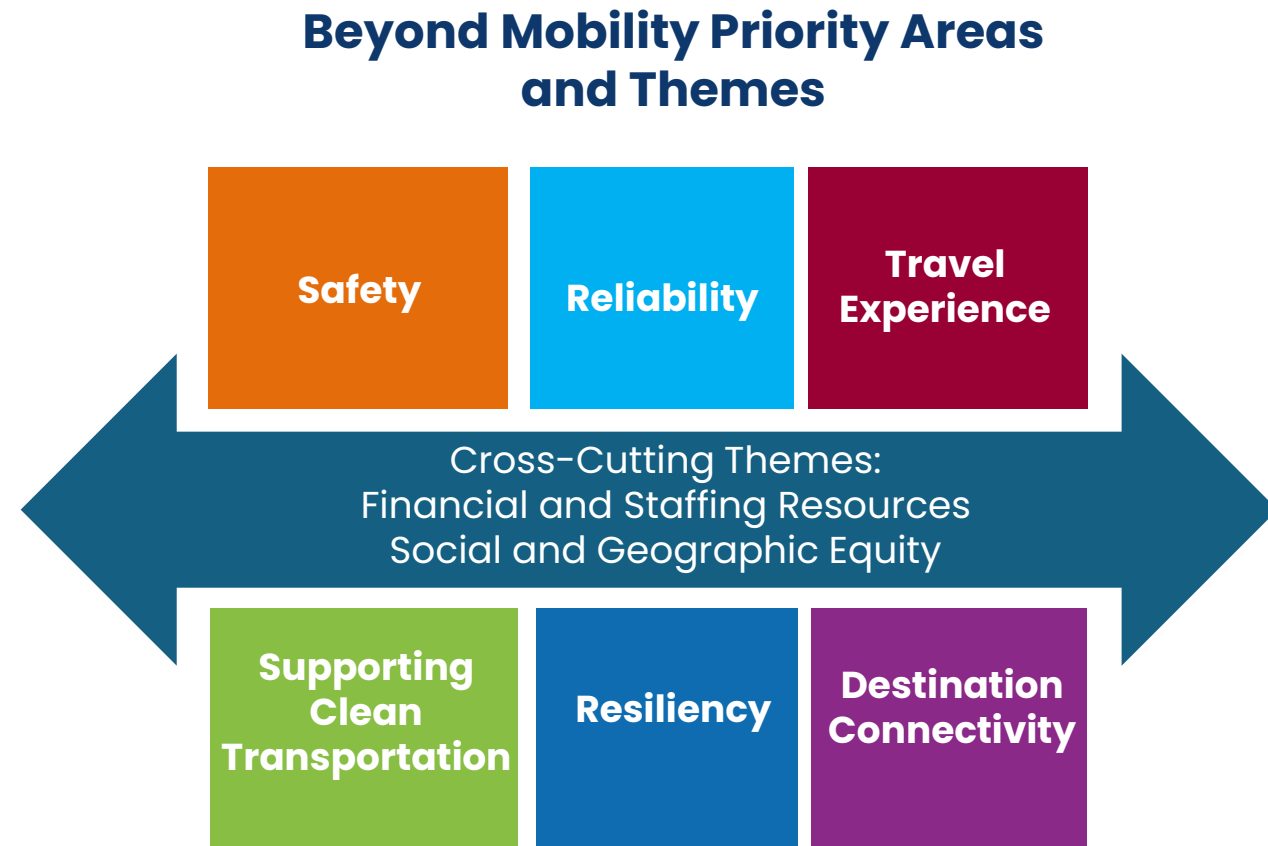 Beyond Mobility Priority Areas
and Themes
Safety
Reliability
Travel
Experience
Cross-Cutting Themes:
Financial and Staffing Resources
Social and Geographic Equity
Supporting
Clean
Transportation
Resiliency
Destination
Connectivity